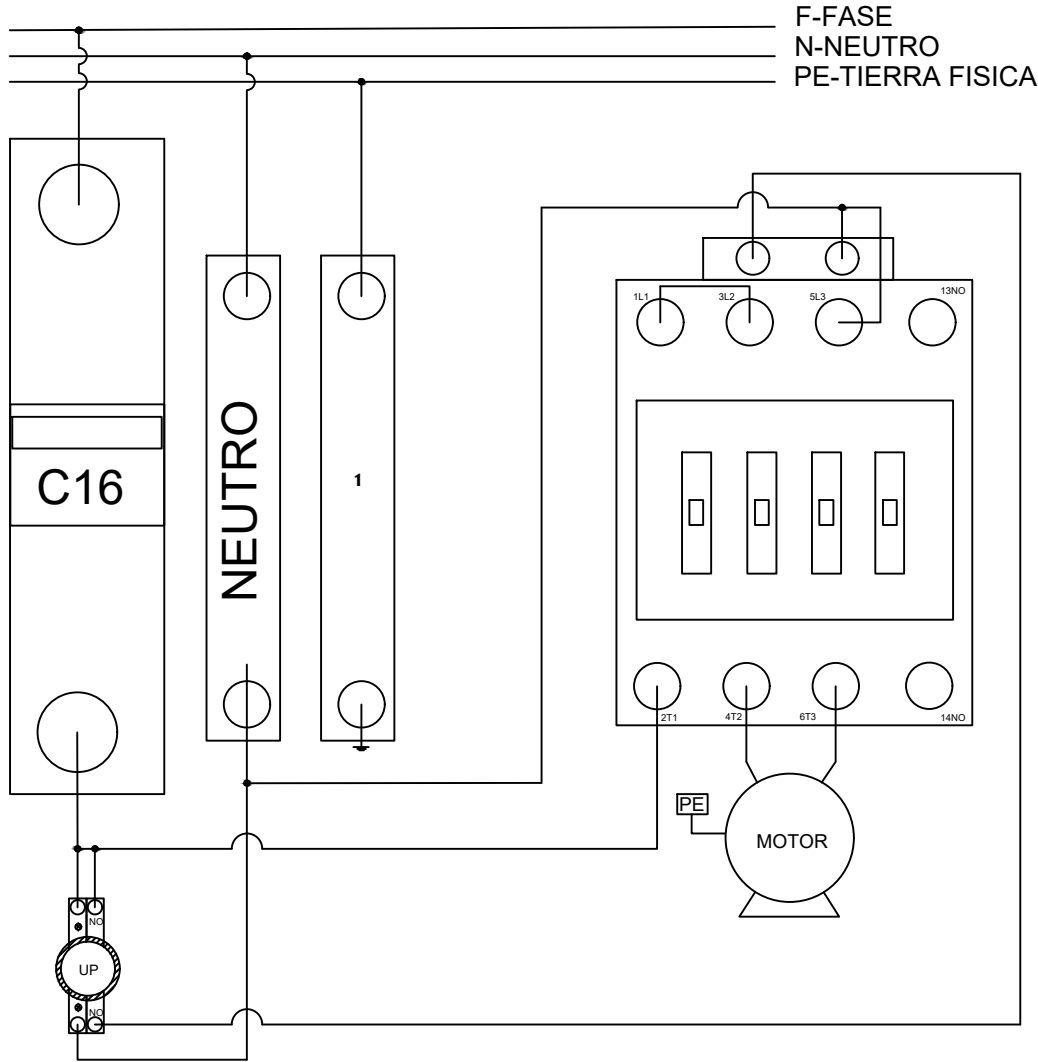 F-FASE
N-NEUTRO
PE-TIERRA FISICA
1L1
3L2
5L3
13NO
C16
NEUTRO
1
2T1
4T2
6T3
14NO
PE
MOTOR
NO
UP
NO